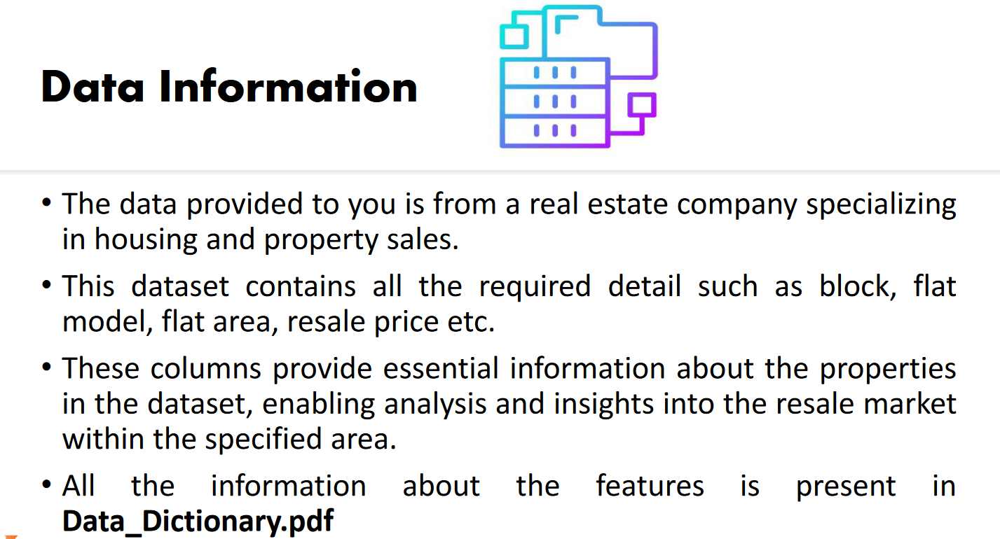 Data Information
• The data provided to you is from a real estate company specializing
in housing and property sales.
• This dataset contains all the required detail such as block, flat
model, flat area, resale price etc.
• These columns provide essential information about the properties
in the dataset, enabling analysis and insights into the resale market
within the specified area.
• All the information about the features is present in
Data_Dictionary.pdf